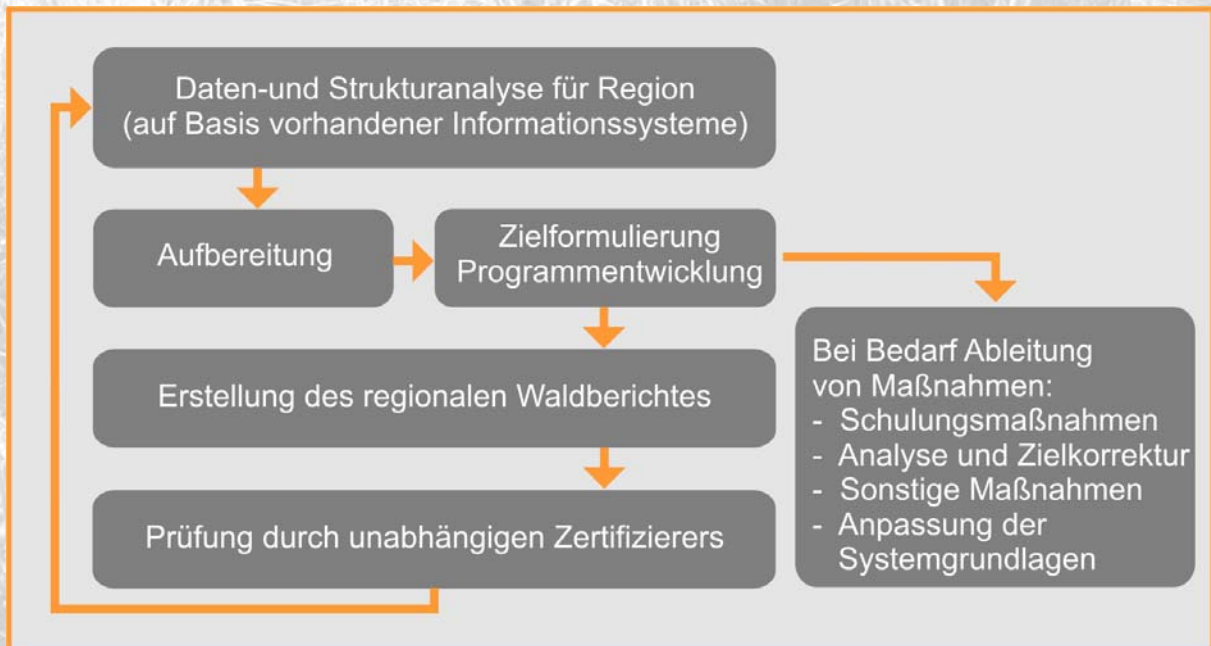 Daten-und Strukturanalyse für Region
(auf Basis vorhandener Informationssysteme)
Aufbereitung
Zielformulierung
Programmentwicklung
Erstellung des regionalen Waldberichtes
Prüfung durch unabhängigen Zertifizierers
Bei Bedarf Ableitung
von Maßnahmen:
- Schulungsmaßnahmen
- Analyse und Zielkorrektur
- Sonstige Maßnahmen
- Anpassung der
Systemgrundlagen